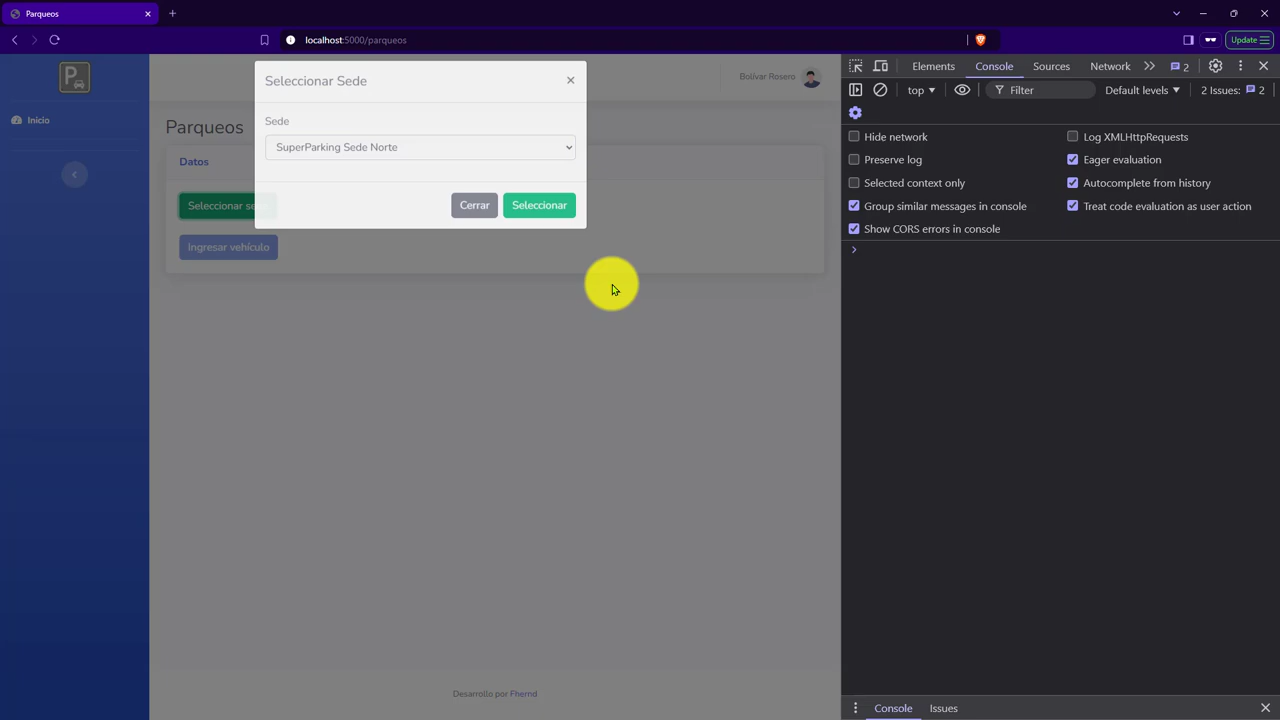 Parqueos
localhost:5000/parqueos
Update
P
Inicio
Seleccionar Sede
×
Sede
SuperParking Sede Norte
Cerrar
Seleccionar
Bolívar Rosero
Parqueos
Datos
Seleccionar se
Ingresar vehículo
Desarrollo por Fhernd
Elements
Console
Sources
Network
2
top
Filter
Default levels
2 Issues:
2
Hide network
Log XMLHttpRequests
Preserve log
Eager evaluation
Selected context only
Autocomplete from history
Group similar messages in console
Treat code evaluation as user action
Show CORS errors in console
Console
Issues